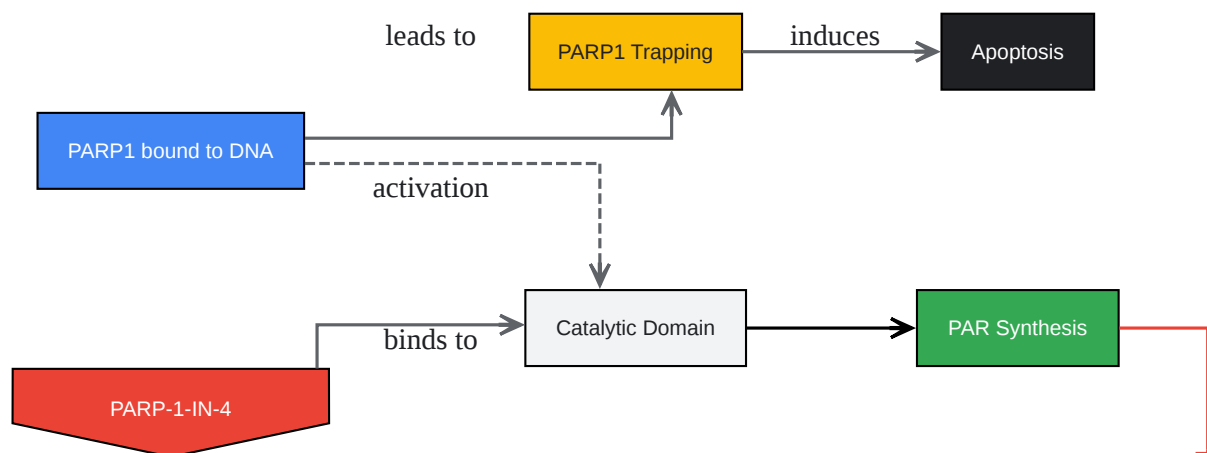 leads to
PARP1 Trapping
induces
Apoptosis
PARP1 bound to DNA
activation
binds to
Catalytic Domain
PAR Synthesis
PARP-1-IN-4